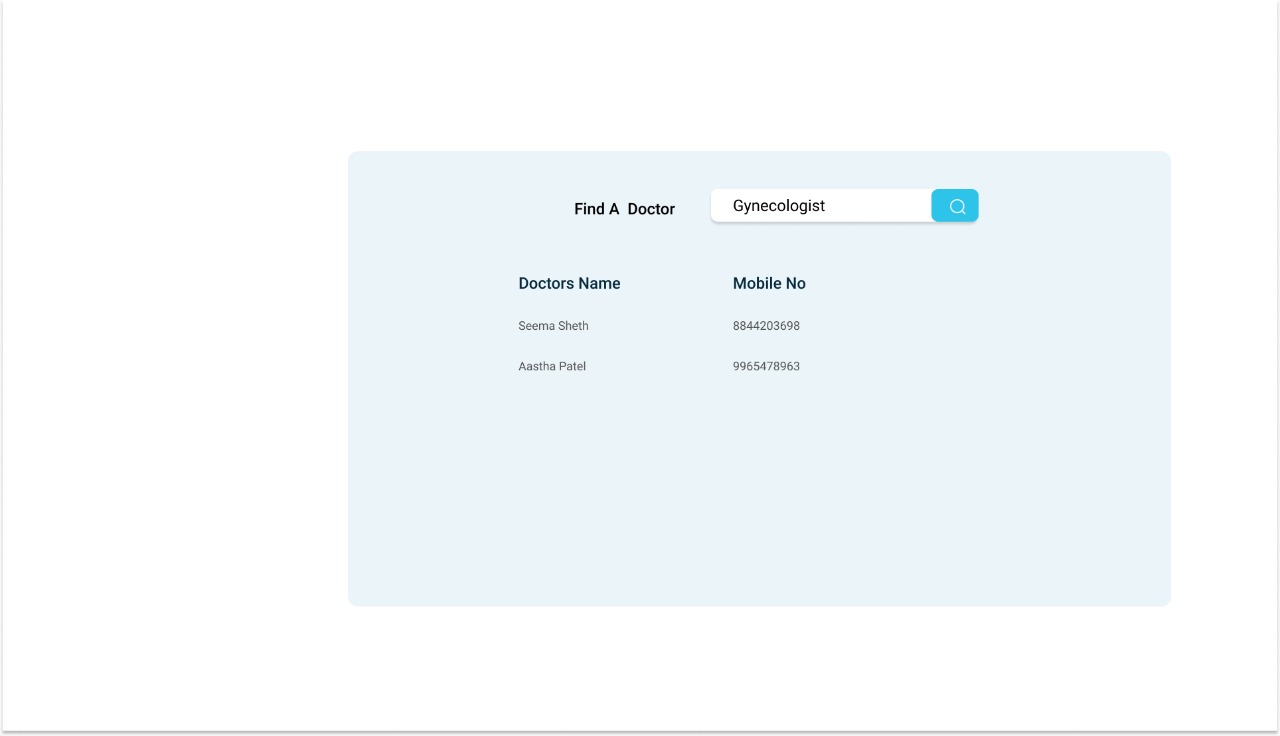 Find A  Doctor
Gynecologist
Doctors Name Mobile No
Seema Sheth 8844203698
Aastha Patel 9965478963